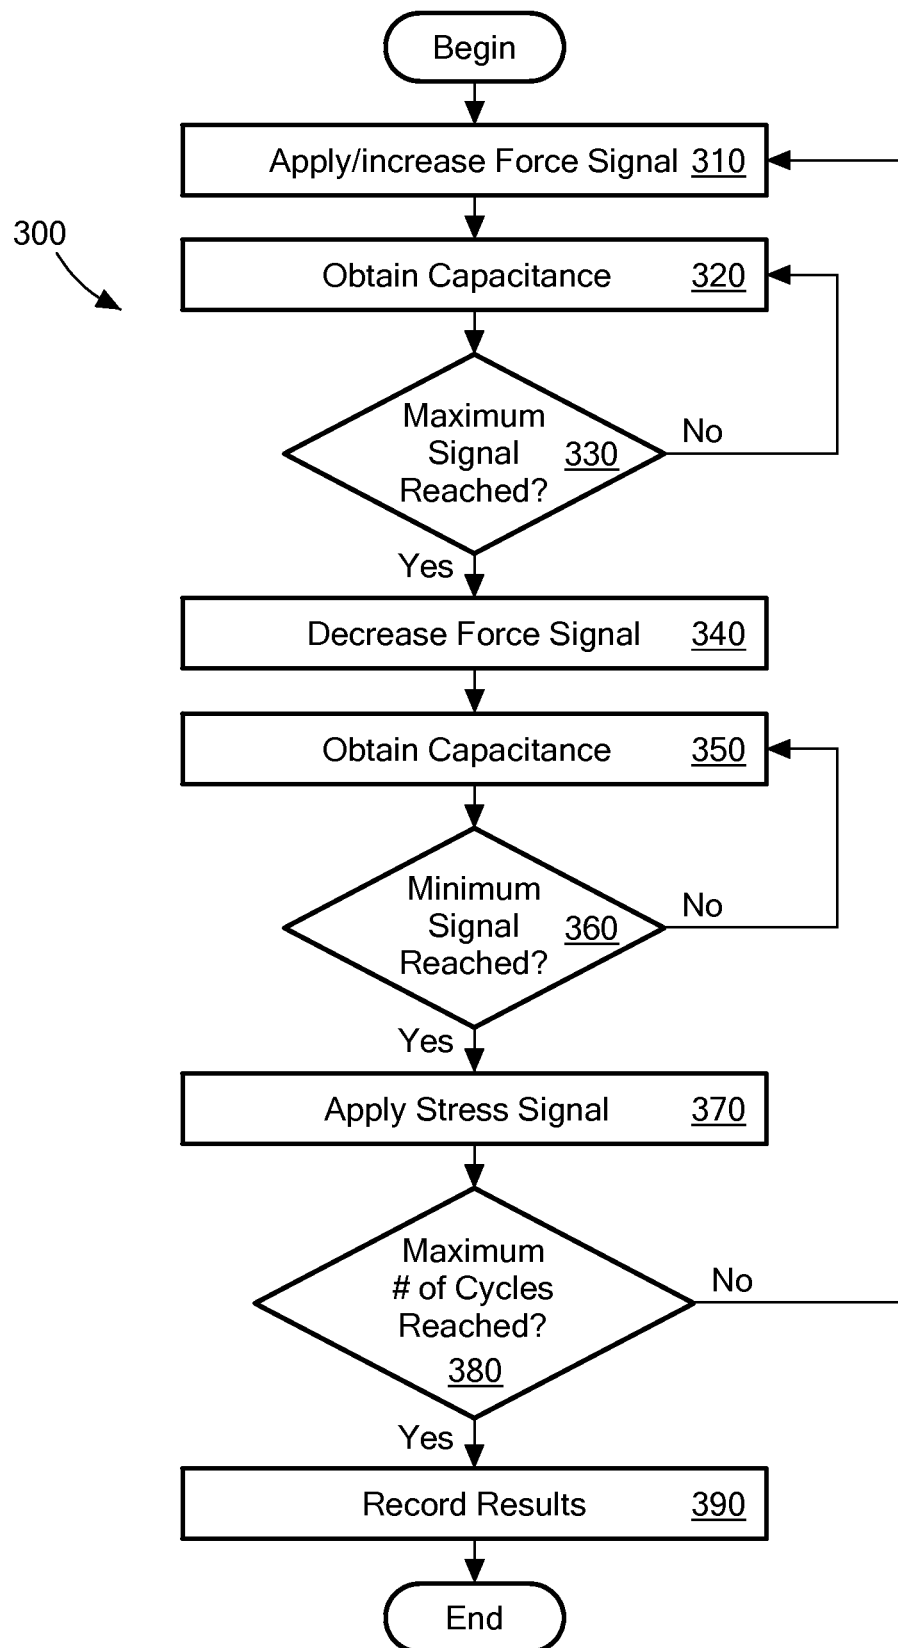 Begin
Apply/increase Force Signal 310
300
Obtain Capacitance 320
Maximum
Signal 330
Reached?
No
Yes
Decrease Force Signal 340
Obtain Capacitance 350
Minimum
Signal 360
Reached?
No
Yes
Apply Stress Signal 370
Maximum
# of Cycles
Reached?
380
No
Yes
Record Results 390
End